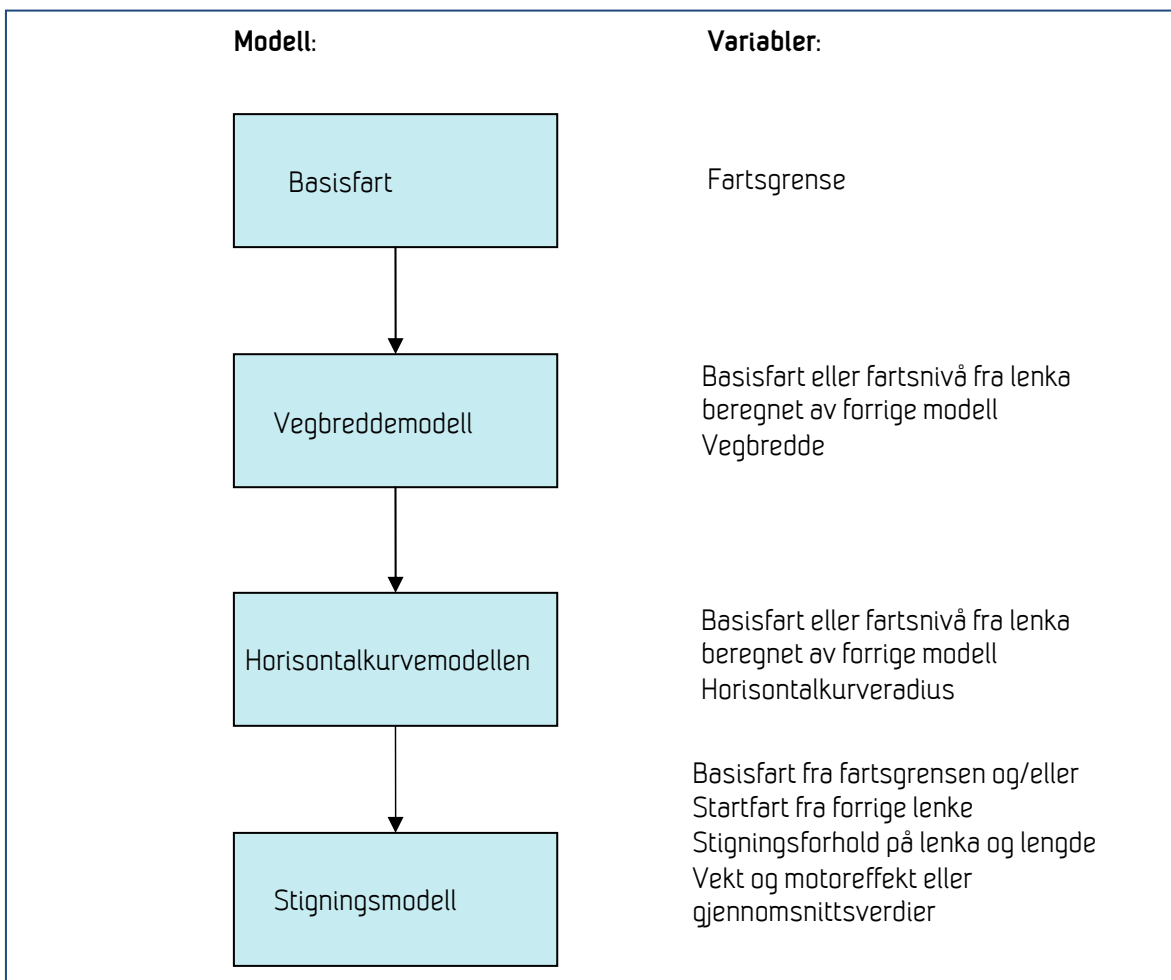 Modell:
Variabler:
Basisfart
Fartsgrense
Vegbreddemodell
Basisfart eller fartsnivå fra lenka
beregnet av forrige modell
Vegbredde
Horisontalkurvemodellen
Basisfart eller fartsnivå fra lenka
beregnet av forrige modell
Horisontalkurveradius
Stigningsmodell
Basisfart fra fartsgrensen og/eller
Startfart fra forrige lenke
Stigningsforhold på lenka og lengde
Vekt og motoreffekt eller
gjennomsnittsverdier